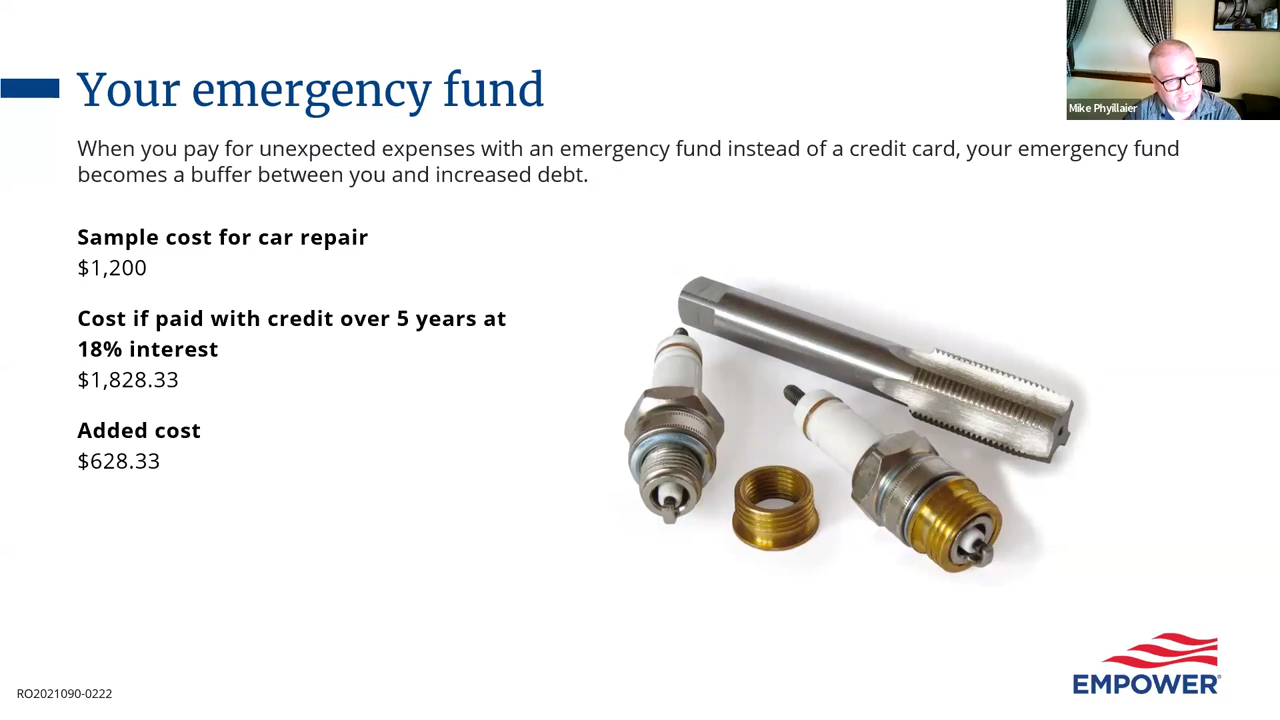 Your emergency fund
Mike Phyillaier
When you pay for unexpected expenses with an emergency fund instead of a credit card, your emergency fund
becomes a buffer between you and increased debt.
Sample cost for car repair
$1,200
Cost if paid with credit over 5 years at
18% interest
$1,828.33
Added cost
$628.33
EMPOWER
RO2021090-0222